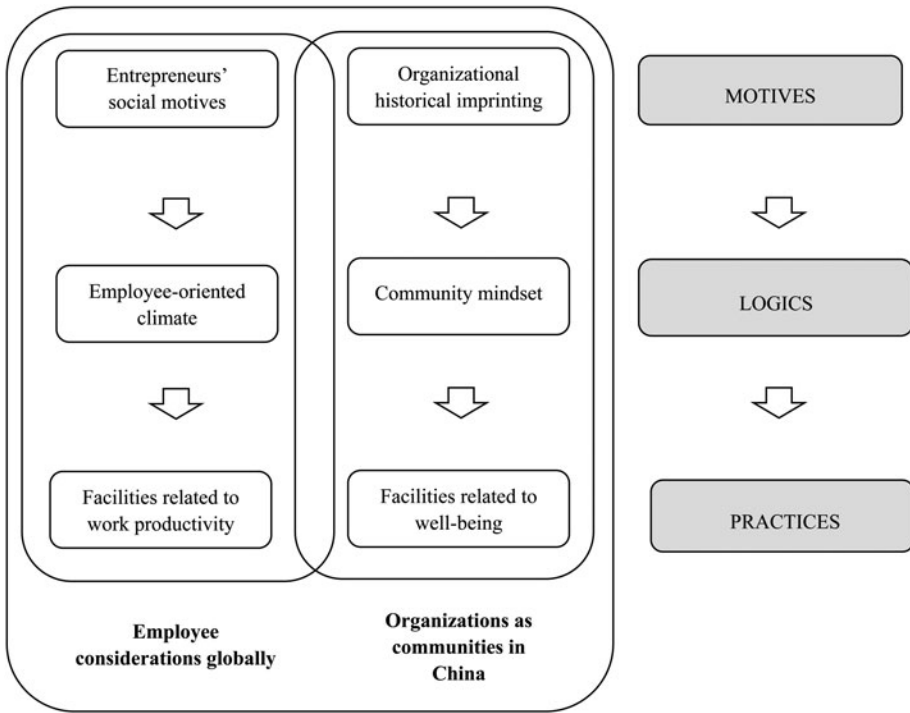 Entrepreneurs’
social motives
Organizational
historical imprinting
MOTIVES
Employee-oriented
climate
Community mindset
LOGICS
Facilities related to
work productivity
Facilities related to
well-being
PRACTICES
Employee
considerations globally
Organizations as
communities in
China